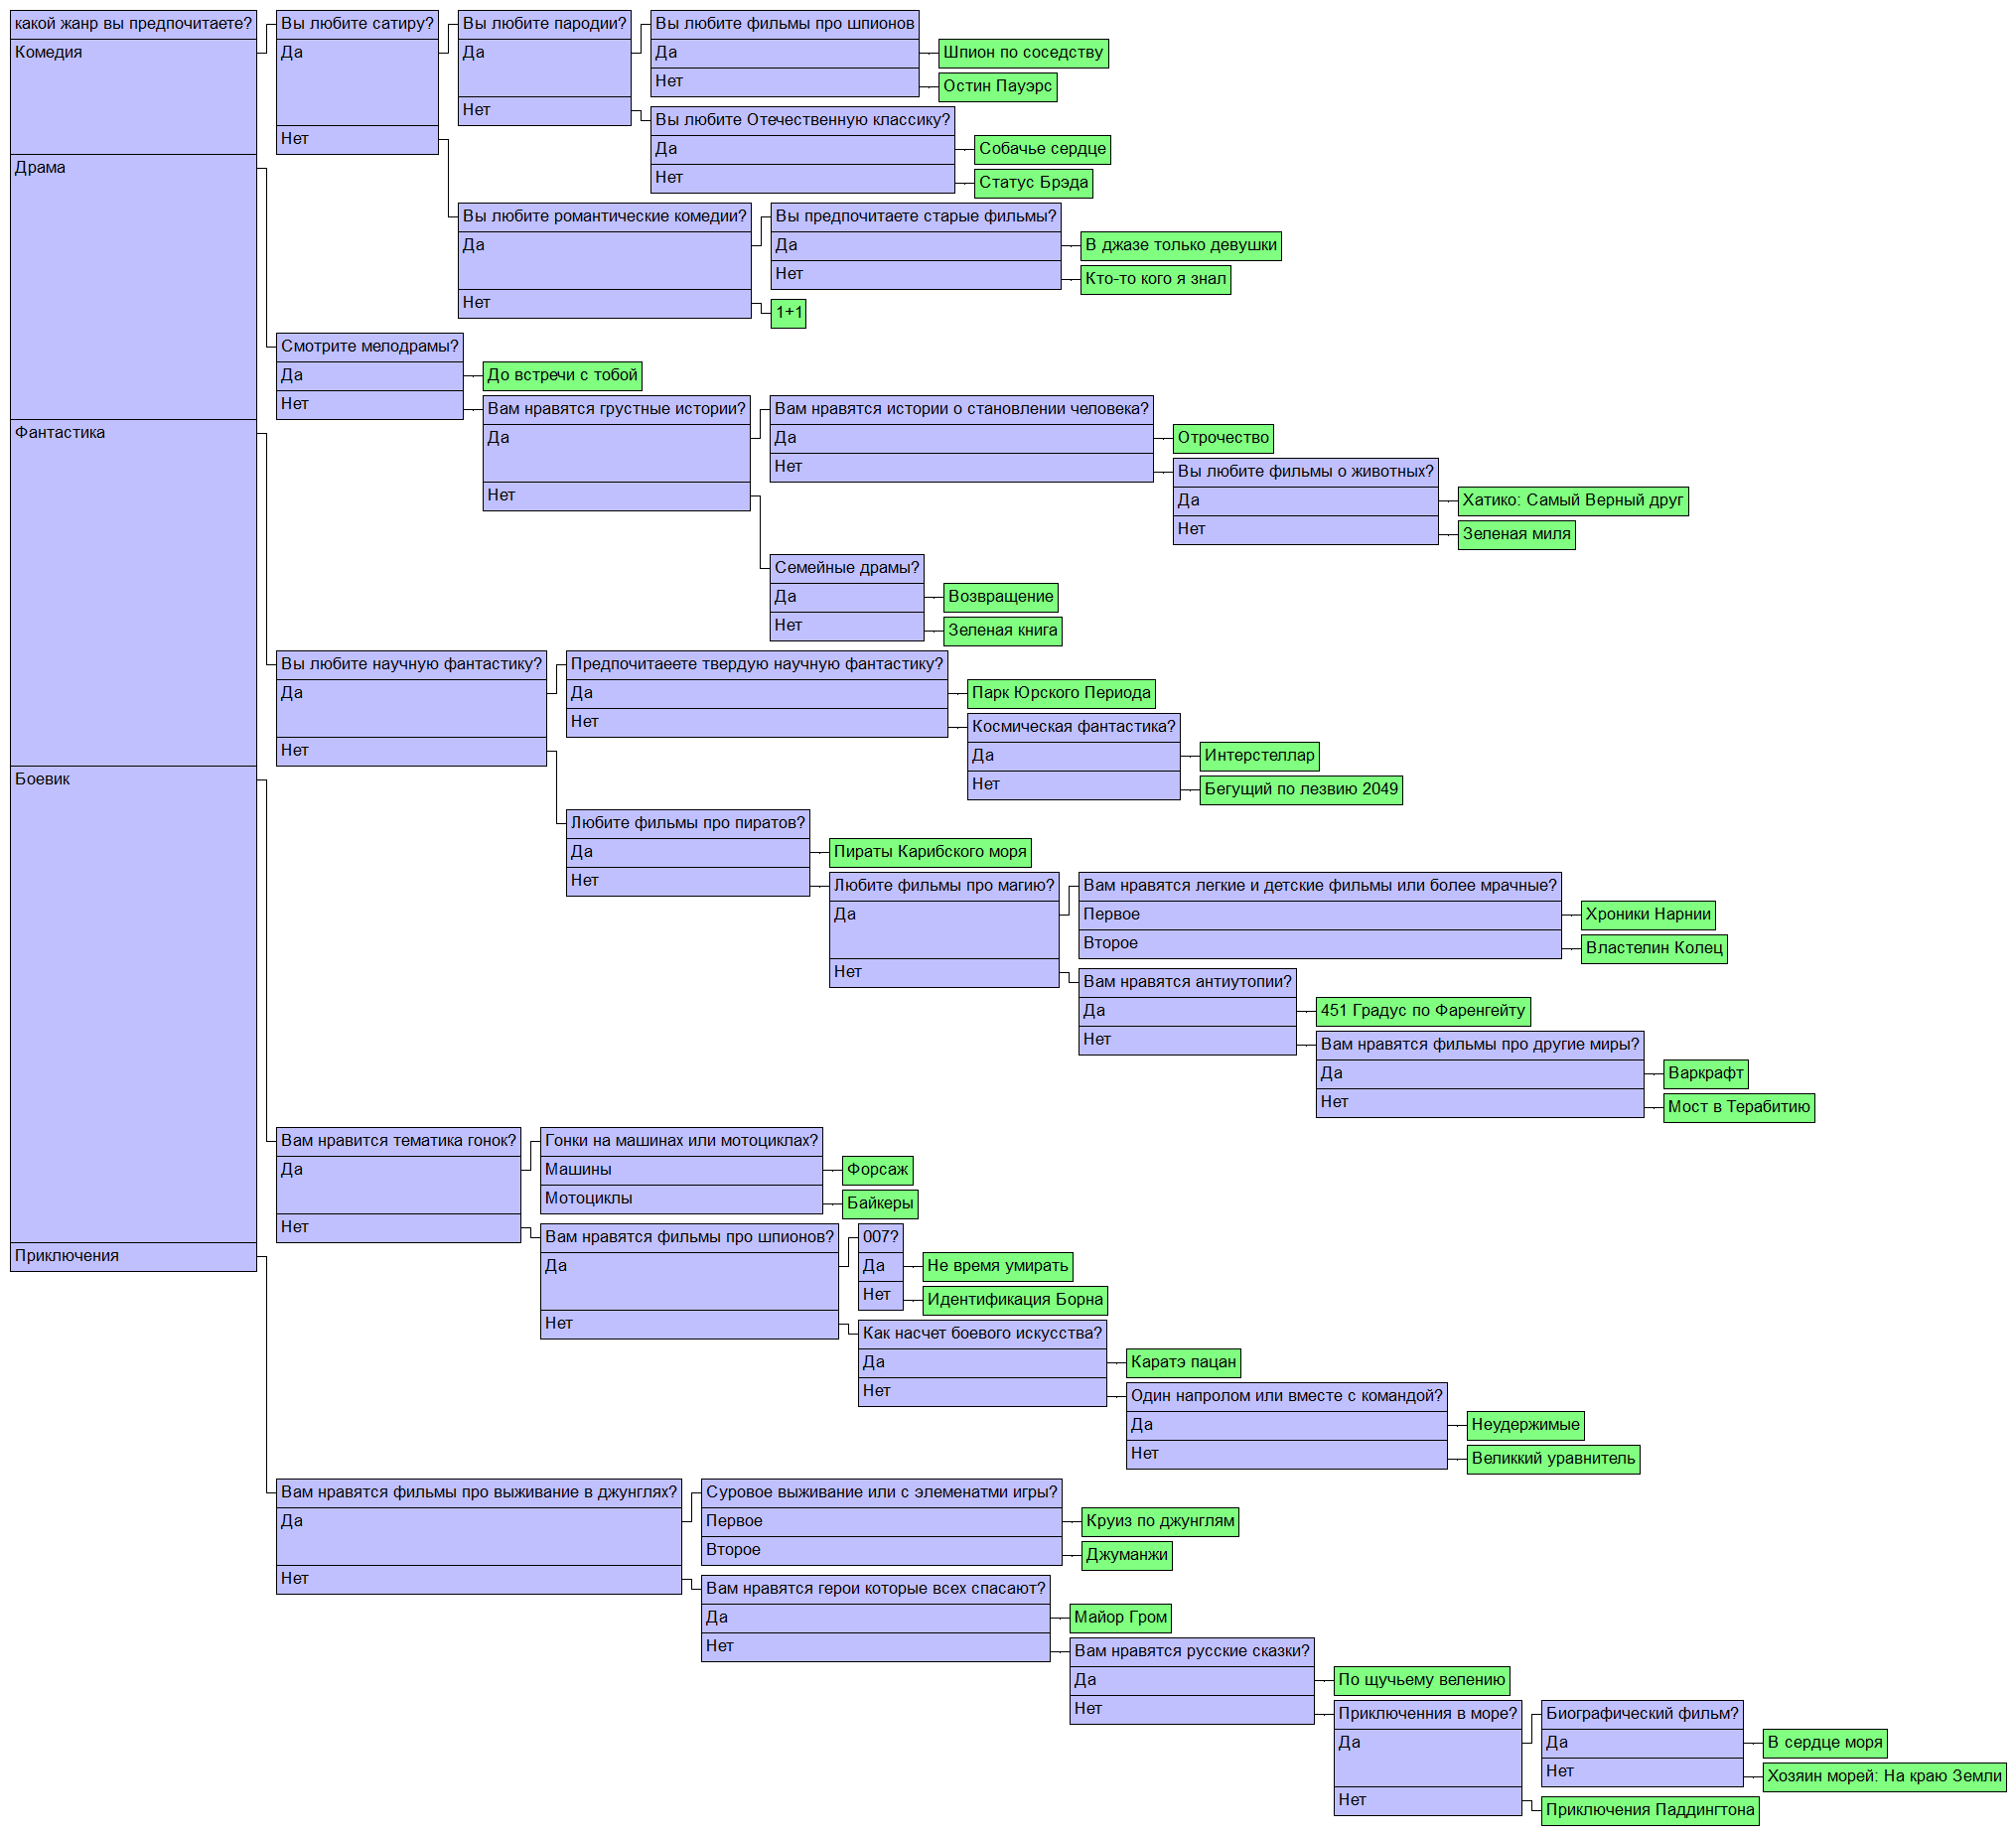 какой жанр вы предпочитаете?
Комедия
Вы любите сатиру?
Да
Вы любите пародии?
Да
Вы любите фильмы про шпионов
Да
Шпион по соседству
Нет
Остин Пауэрс
Нет
Вы любите Отечественную классику?
Да
Собачье сердце
Нет
Статус Брэда
Нет
Вы любите романтические комедии?
Да
Вы предпочитаете старые фильмы?
Да
В джазе только девушки
Нет
Кто-то кого я знал
Нет
1+1
Драма
Смотрите мелодрамы?
Да
До встречи с тобой
Нет
Вам нравятся грустные истории?
Да
Вам нравятся истории о становлении человека?
Да
Отрочество
Нет
Вы любите фильмы о животных?
Да
Хатико: Самый Верный друг
Нет
Зеленая миля
Нет
Семейные драмы?
Да
Возвращение
Нет
Зеленая книга
Фантастика
Вы любите научную фантастику?
Да
Предпочитаеете твердую научную фантастику?
Да
Парк Юрского Периода
Нет
Космическая фантастика?
Да
Интерстеллар
Нет
Бегущий по лезвию 2049
Нет
Любите фильмы про пиратов?
Да
Пираты Карибского моря
Нет
Любите фильмы про магию?
Да
Вам нравятся легкие и детские фильмы или более мрачные?
Первое
Хроники Нарнии
Второе
Властелин Колец
Нет
Вам нравятся антиутопии?
Да
451 Градус по Фаренгейту
Нет
Вам нравятся фильмы про другие миры?
Да
Варкрафт
Нет
Мост в Терабитию
Боевик
Вам нравится тематика гонок?
Да
Гонки на машинах или мотоциклах?
Машины
Форсаж
Мотоциклы
Байкеры
Нет
Вам нравятся фильмы про шпионов?
Да
007?
Да
Не время умирать
Нет
Идентификация Борна
Нет
Как насчет боевого искусства?
Да
Каратэ пацан
Нет
Один напролом или вместе с командой?
Да
Неудержимые
Нет
Великкий уравнитель
Приключения
Вам нравятся фильмы про выживание в джунглях?
Да
Суровое выживание или с элеменатми игры?
Первое
Круиз по джунглям
Второе
Джуманжи
Нет
Вам нравятся герои которые всех спасают?
Да
Майор Гром
Нет
Вам нравятся русские сказки?
Да
По щучьему велению
Нет
Приключенния в море?
Да
Биографический фильм?
Да
В сердце моря
Нет
Хозяин морей: На краю Земли
Нет
Приключения Паддингтона